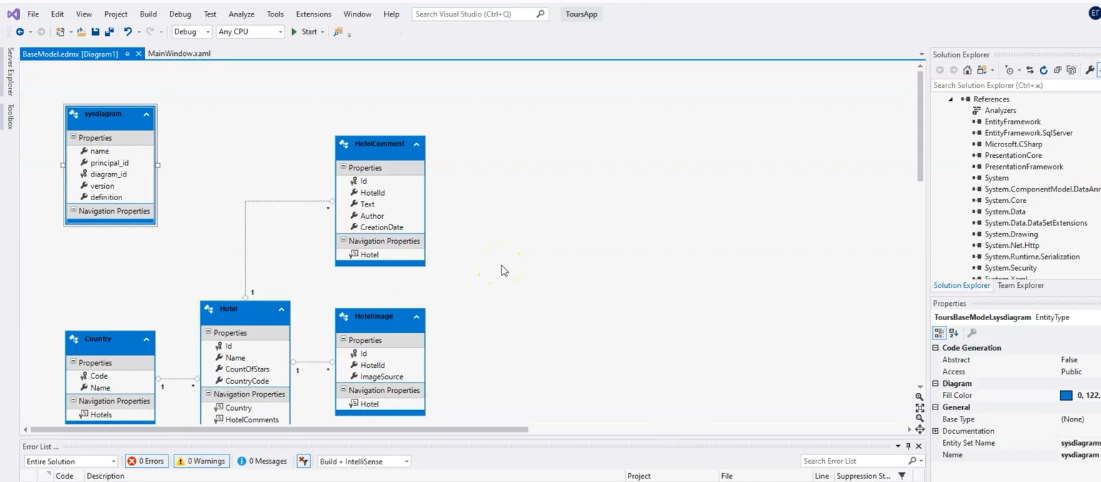 File Edit View Project Build Debug Test Analyze Tools Extensions Window Help Search Visual Studio (Ctrl+Q) ToursApp ЕГ
Debug Any CPU Start
BaseModel.edmx [Diagram1] MainWindow.xaml
Server Explorer
Toolbox
sysdiagram
Properties
name
principal_id
diagram_id
version
definition
Navigation Properties
HotelComment
Properties
Id
HotelId
Text
Author
CreationDate
Navigation Properties
Hotel
1
*
Hotel
Properties
Id
Name
CountOfStars
CountryCode
Navigation Properties
Country
HotelComments
HotelImage
Properties
Id
HotelId
ImageSource
Navigation Properties
Hotel
1
*
Country
Properties
Code
Name
Navigation Properties
Hotels
1
*
Solution Explorer
Search Solution Explorer (Ctrl+ж)
References
Analyzers
EntityFramework
EntityFramework.SqlServer
Microsoft.CSharp
PresentationCore
PresentationFramework
System
System.ComponentModel.DataAnn
System.Core
System.Data
System.Data.DataSetExtensions
System.Drawing
System.Net.Http
System.Runtime.Serialization
System.Security
Solution Explorer Team Explorer
Properties
ToursBaseModel.sysdiagram EntityType
Code Generation
Abstract False
Access Public
Diagram
Fill Color 0, 122,
General
Base Type (None)
Documentation
Entity Set Name sysdiagrams
Name sysdiagram
Error List ...
Entire Solution 0 Errors 0 Warnings 0 Messages Build + IntelliSense Search Error List
Code Description Project File Line Suppression St...